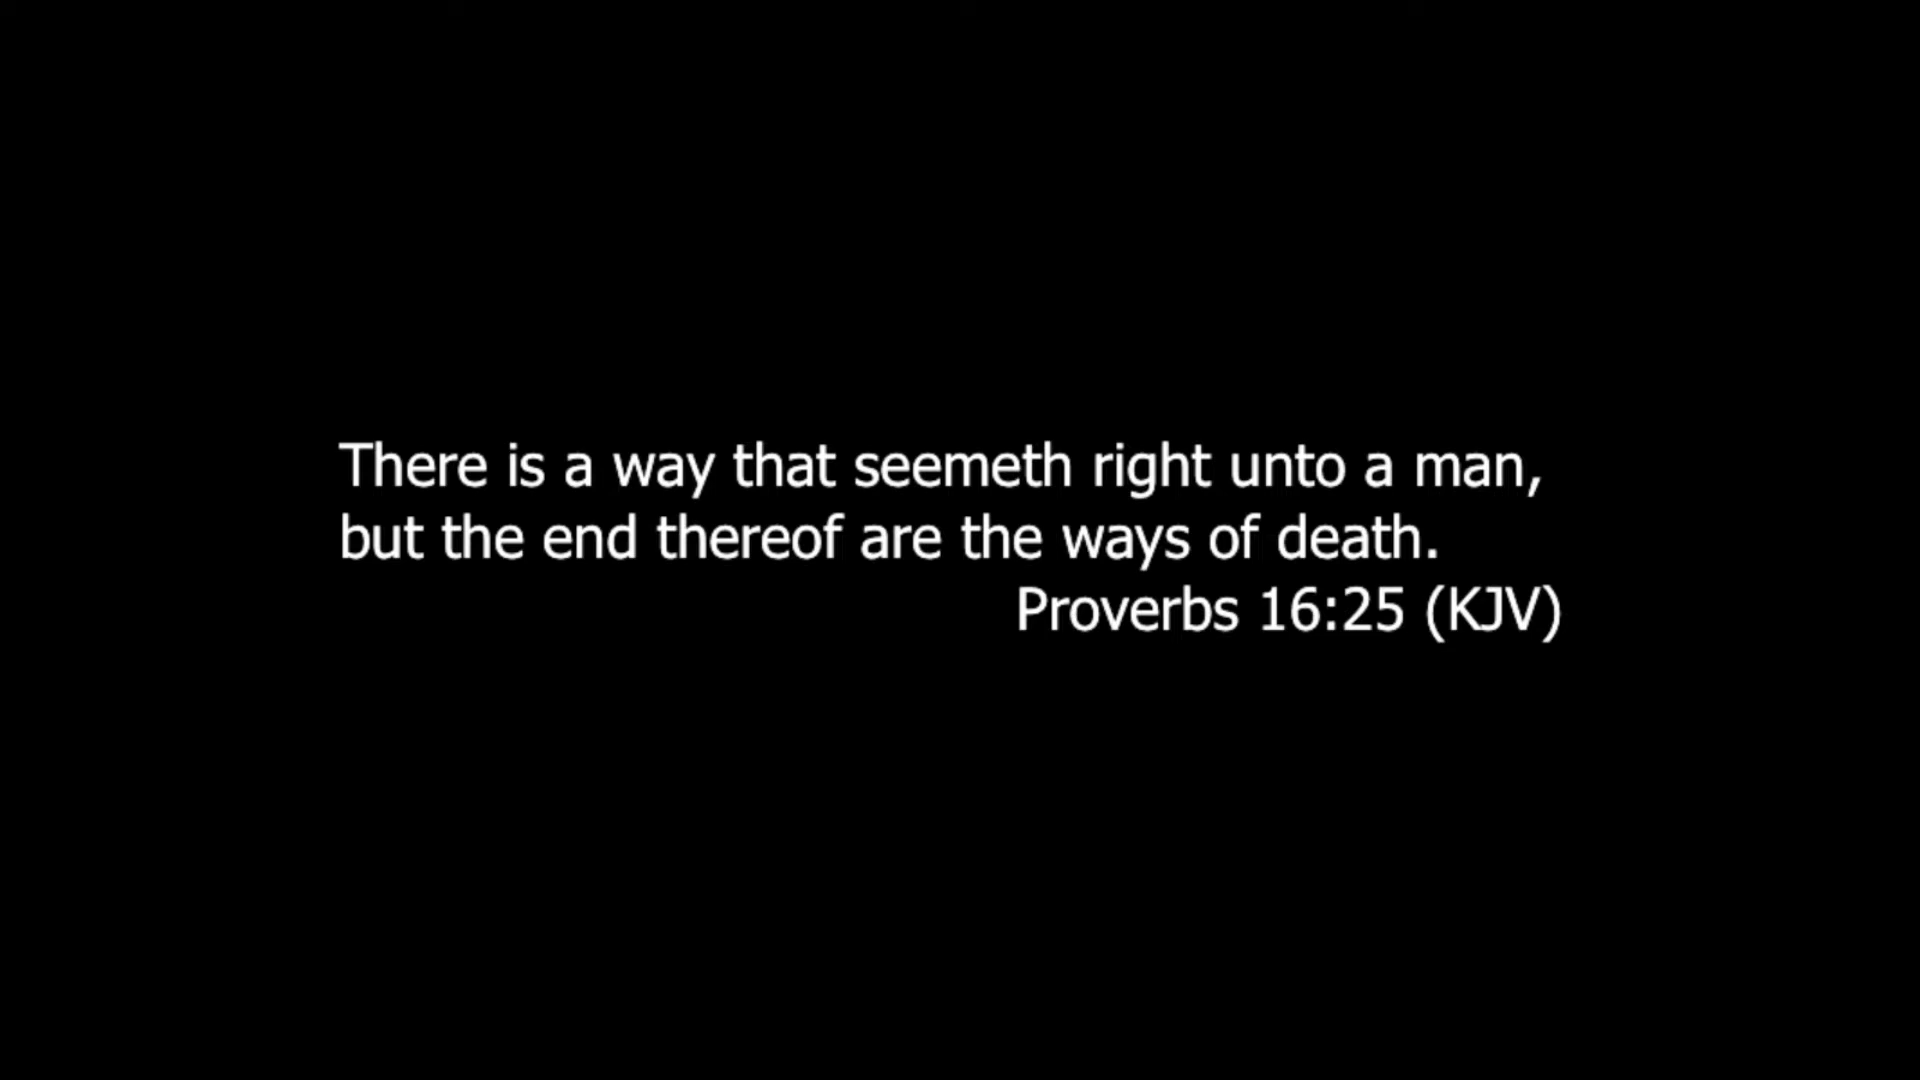 There is a way that seemeth right unto a man,
but the end thereof are the ways of death.
Proverbs 16:25 (KJV)